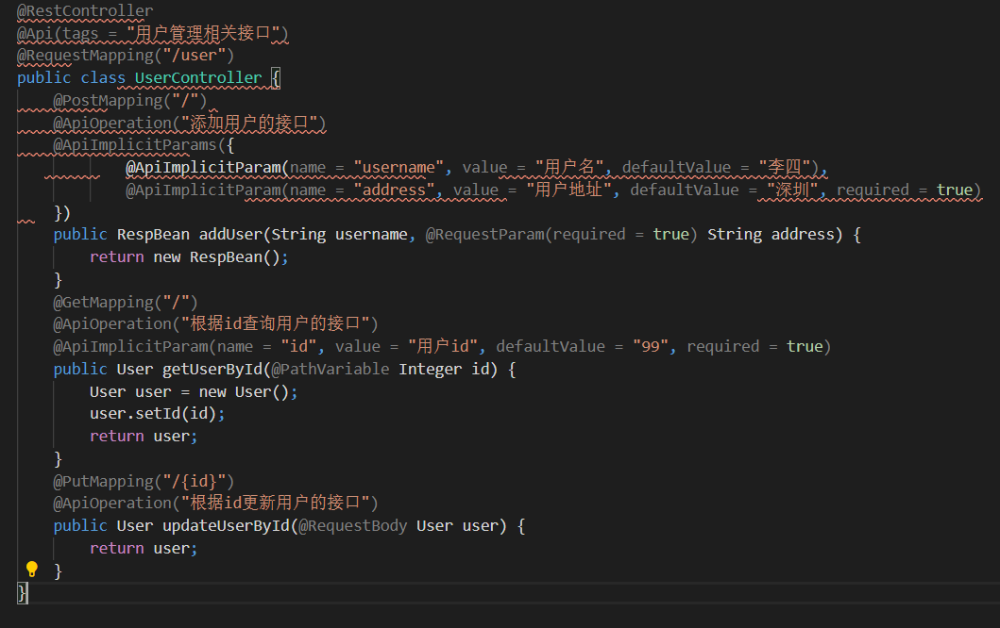 @RestController
@Api(tags = "用户管理相关接口")
@RequestMapping("/user")
public class UserController {
    @PostMapping("/")
    @ApiOperation("添加用户的接口")
    @ApiImplicitParams({
            @ApiImplicitParam(name = "username", value = "用户名", defaultValue = "李四"),
            @ApiImplicitParam(name = "address", value = "用户地址", defaultValue = "深圳", required = true)
    })
    public RespBean addUser(String username, @RequestParam(required = true) String address) {
        return new RespBean();
    }
    @GetMapping("/")
    @ApiOperation("根据id查询用户的接口")
    @ApiImplicitParam(name = "id", value = "用户id", defaultValue = "99", required = true)
    public User getUserById(@PathVariable Integer id) {
        User user = new User();
        user.setId(id);
        return user;
    }
    @PutMapping("/{id}")
    @ApiOperation("根据id更新用户的接口")
    public User updateUserById(@RequestBody User user) {
        return user;
    }
}